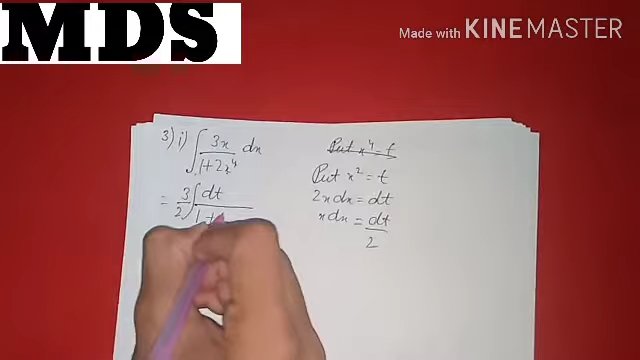 MDS
Made with KINEMASTER
3) i) ∫ 3x / 1+2x⁴ dx
= 3/2 ∫ dt / 1+
Put x⁴ = t
Put x² = t
2x dx = dt
x dx = dt / 2